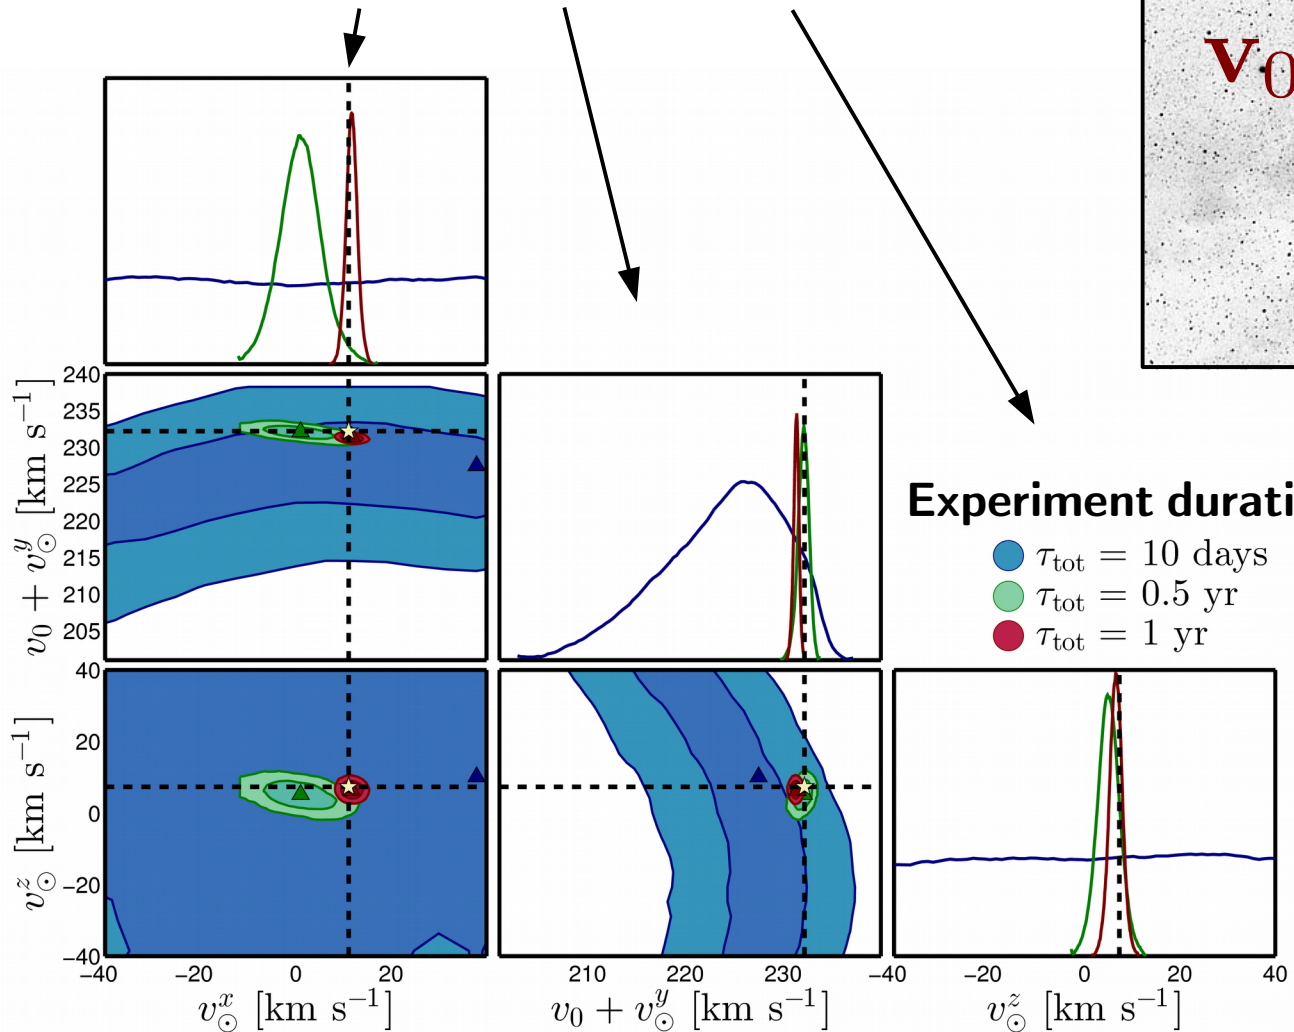 v0
240
235
230
225
220
215
210
205
v0 + v⊙^y [km s−1]
Experiment durati
τtot = 10 days
τtot = 0.5 yr
τtot = 1 yr
40
20
0
−20
−40
v⊙^z [km s−1]
−40 −20 0 20
210 220 230
−40 −20 0 20 40
v⊙^x [km s−1]
v0 + v⊙^y [km s−1]
v⊙^z [km s−1]